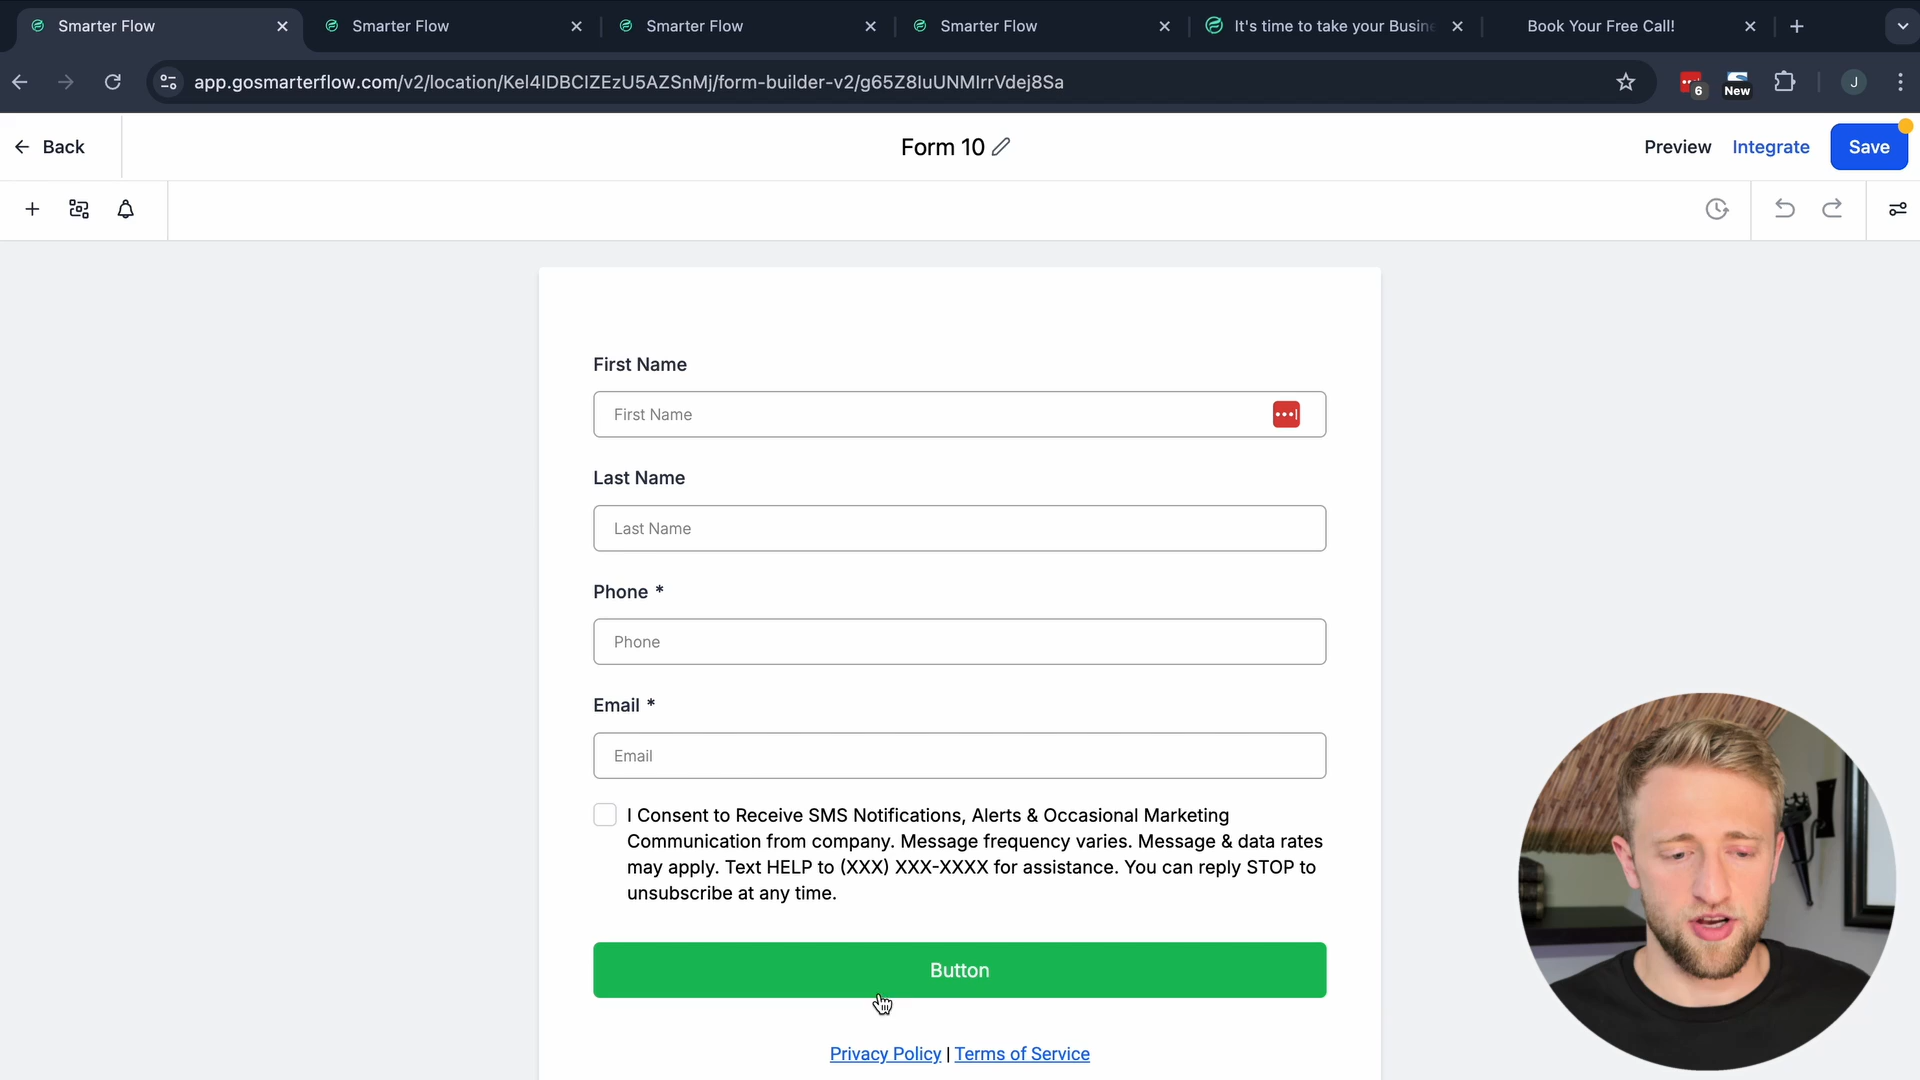 Smarter Flow
Smarter Flow
Smarter Flow
Smarter Flow
It's time to take your Busine
Book Your Free Call!
app.gosmarterflow.com/v2/location/Kel4IDBCIZEzU5AZSnMj/form-builder-v2/g65Z8IuUNMIrrVdej8Sa
6
New
J
Back
Form 10
Preview
Integrate
Save
First Name
First Name
Last Name
Last Name
Phone *
Phone
Email *
Email
I Consent to Receive SMS Notifications, Alerts & Occasional Marketing
Communication from company. Message frequency varies. Message & data rates
may apply. Text HELP to (XXX) XXX-XXXX for assistance. You can reply STOP to
unsubscribe at any time.
Button
Privacy Policy | Terms of Service